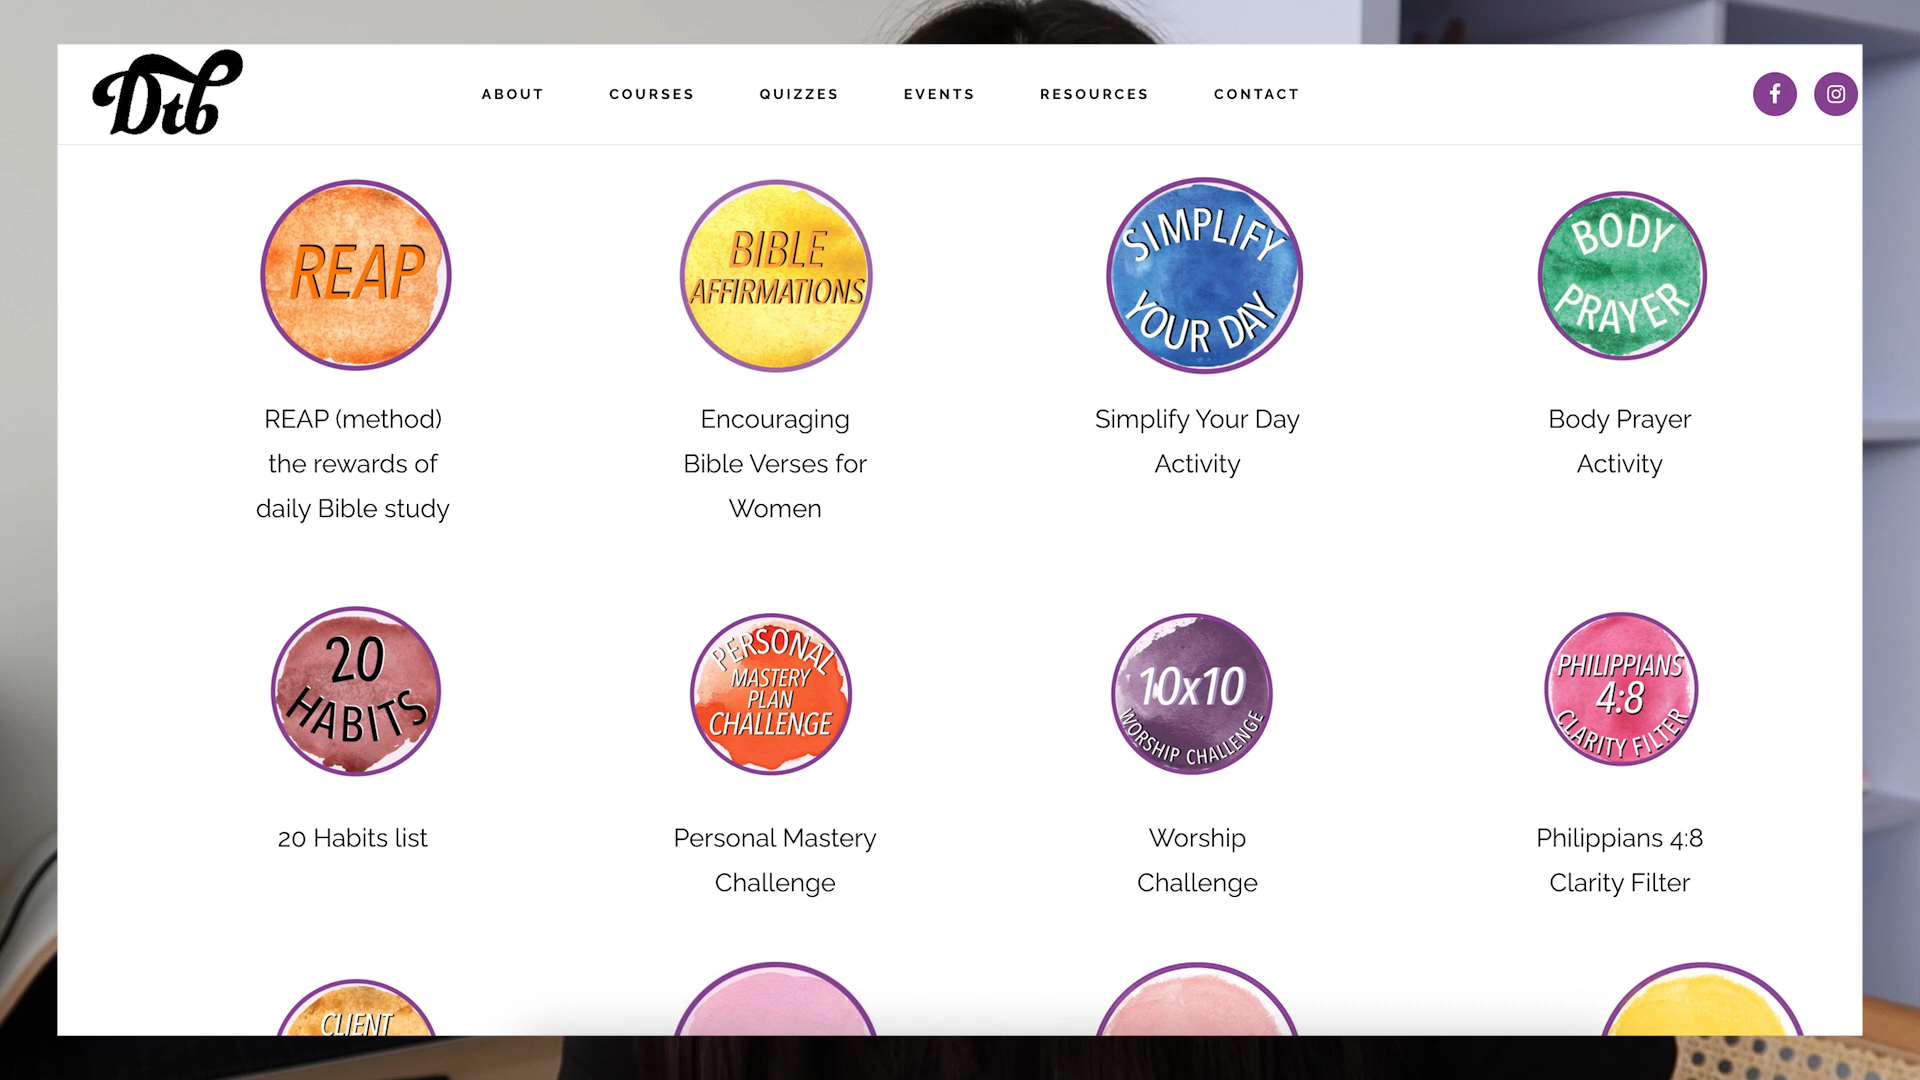 Dtb
ABOUT COURSES QUIZZES EVENTS RESOURCES CONTACT
REAP
BIBLE
AFFIRMATIONS
SIMPLIFY
YOUR DAY
BODY
PRAYER
REAP (method)
the rewards of
daily Bible study
Encouraging
Bible Verses for
Women
Simplify Your Day
Activity
Body Prayer
Activity
20
HABITS
PERSONAL
MASTERY
PLAN
CHALLENGE
10x10
WORSHIP CHALLENGE
PHILIPPIANS
4:8
CLARITY FILTER
20 Habits list
Personal Mastery
Challenge
Worship
Challenge
Philippians 4:8
Clarity Filter
CLIENT